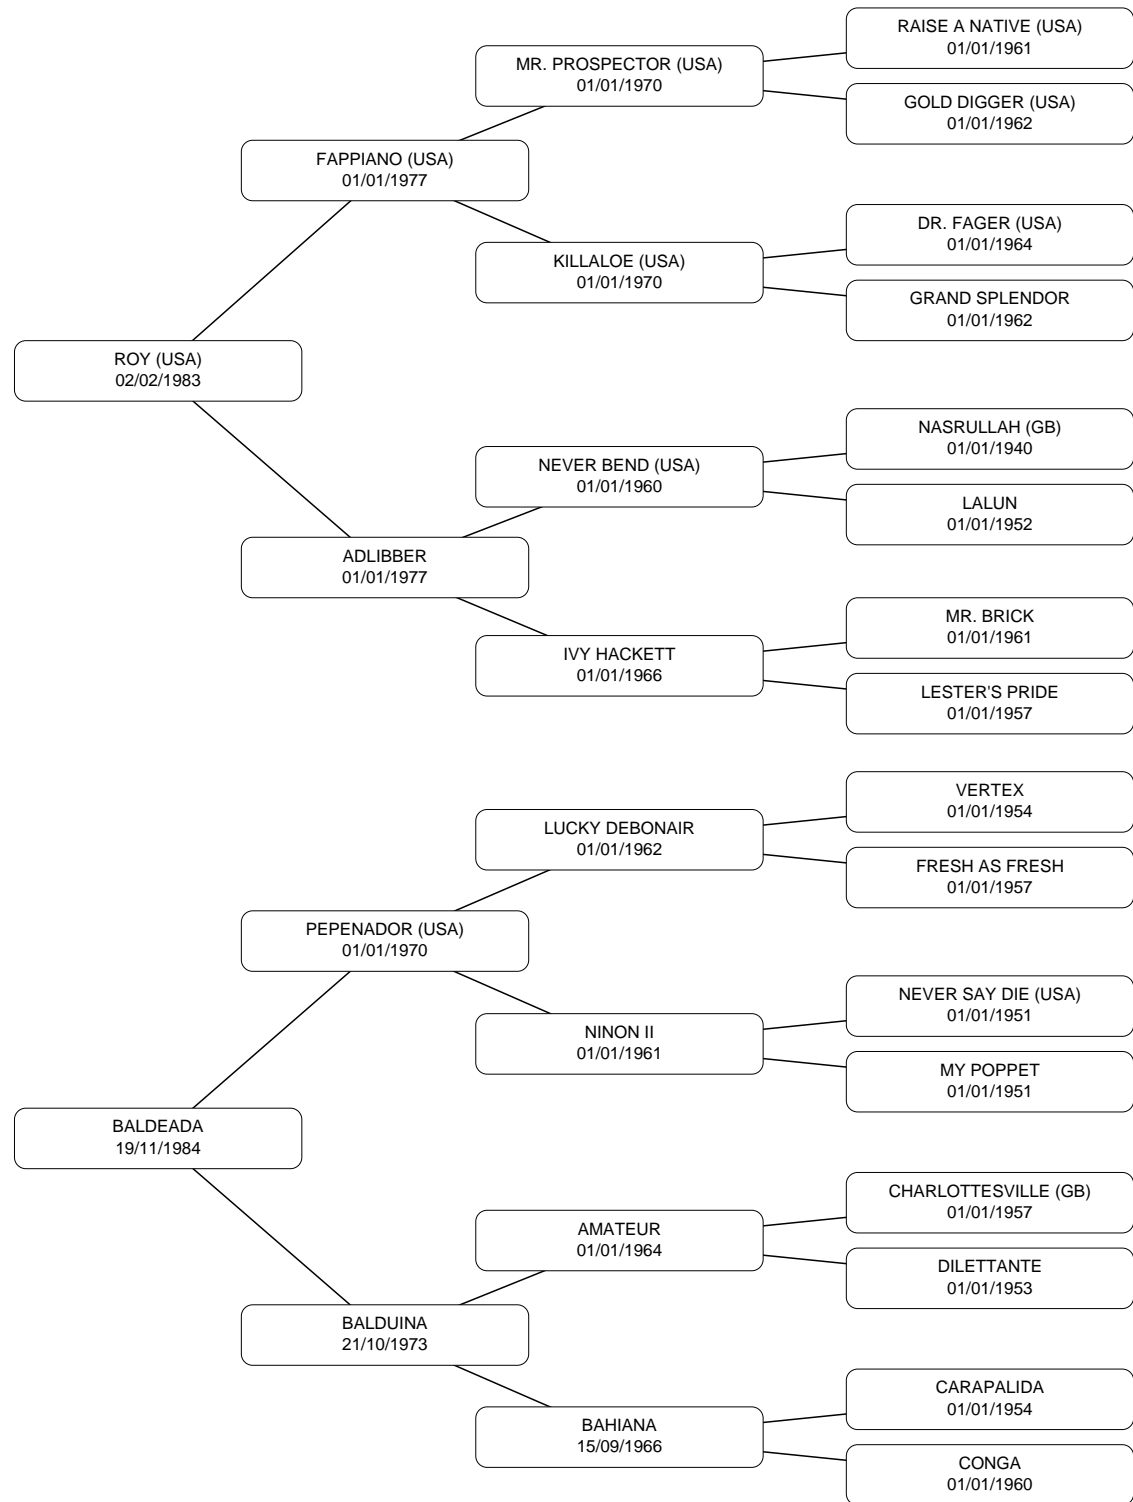 RAISE A NATIVE (USA)
01/01/1961
MR. PROSPECTOR (USA)
01/01/1970
GOLD DIGGER (USA)
01/01/1962
FAPPIANO (USA)
01/01/1977
DR. FAGER (USA)
01/01/1964
KILLALOE (USA)
01/01/1970
GRAND SPLENDOR
01/01/1962
ROY (USA)
02/02/1983
NASRULLAH (GB)
01/01/1940
NEVER BEND (USA)
01/01/1960
LALUN
01/01/1952
ADLIBBER
01/01/1977
MR. BRICK
01/01/1961
IVY HACKETT
01/01/1966
LESTER'S PRIDE
01/01/1957
VERTEX
01/01/1954
LUCKY DEBONAIR
01/01/1962
FRESH AS FRESH
01/01/1957
PEPENADOR (USA)
01/01/1970
NEVER SAY DIE (USA)
01/01/1951
NINON II
01/01/1961
MY POPPET
01/01/1951
BALDEADA
19/11/1984
CHARLOTTESVILLE (GB)
01/01/1957
AMATEUR
01/01/1964
DILETTANTE
01/01/1953
BALDUINA
21/10/1973
CARAPALIDA
01/01/1954
BAHIANA
15/09/1966
CONGA
01/01/1960